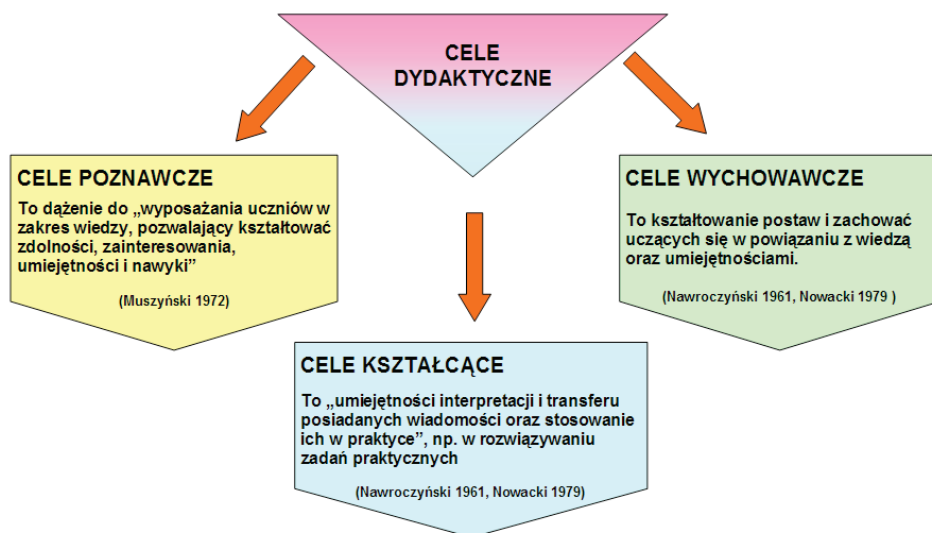 CELE
DYDAKTYCZNE
CELE POZNAWCZE
To dążenie do „wyposażania uczniów w
zakres wiedzy, pozwalający kształtować
zdolności, zainteresowania,
umiejętności i nawyki”
(Muszyński 1972)
CELE WYCHOWAWCZE
To kształtowanie postaw i zachować
uczących się w powiązaniu z wiedzą
oraz umiejętnościami.
(Nawroczyński 1961, Nowacki 1979 )
CELE KSZTAŁCĄCE
To „umiejętności interpretacji i transferu
posiadanych wiadomości oraz stosowanie
ich w praktyce”, np. w rozwiązywaniu
zadań praktycznych
(Nawroczyński 1961, Nowacki 1979)